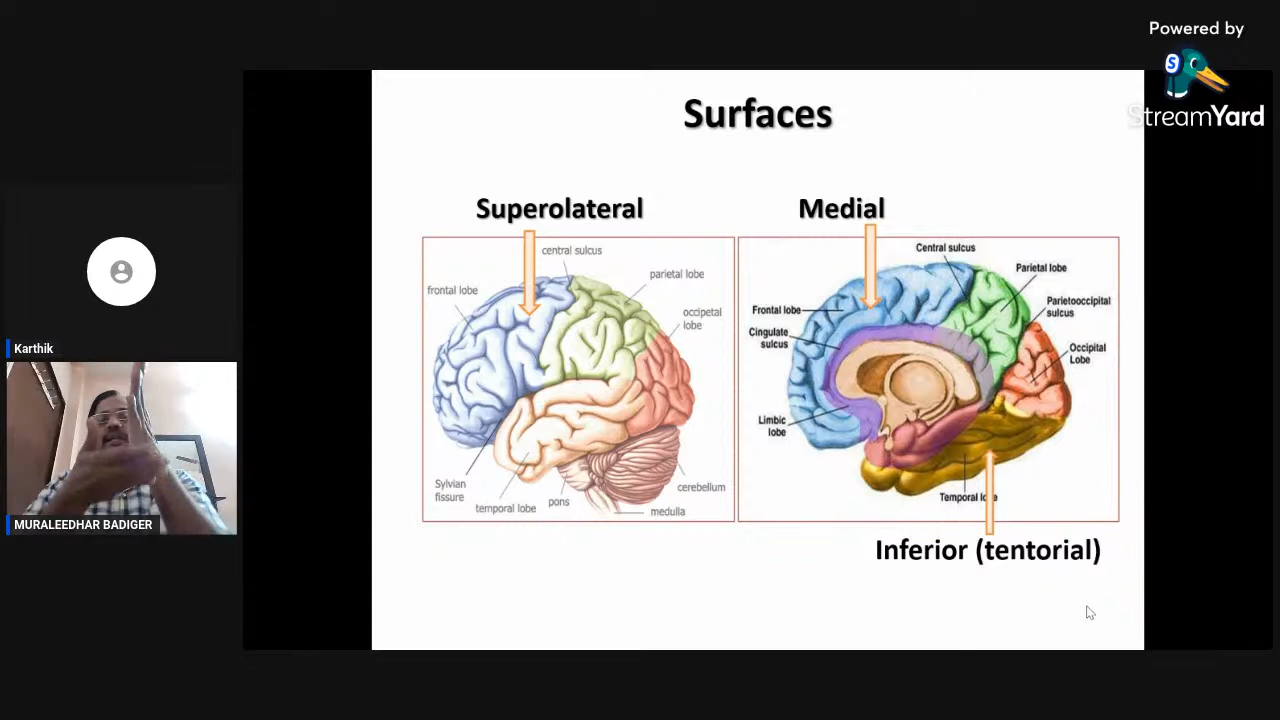 Powered by
StreamYard
Surfaces
Superolateral
Medial
central sulcus
parietal lobe
frontal lobe
occipetal
lobe
Sylvian
fissure
temporal lobe
pons
medulla
cerebellum
Central sulcus
Parietal lobe
Frontal lobe
Parietooccipital
sulcus
Cingulate
sulcus
Occipital
Lobe
Limbic
lobe
Temporal lobe
Inferior (tentorial)
Karthik
MURALEEDHAR BADIGER